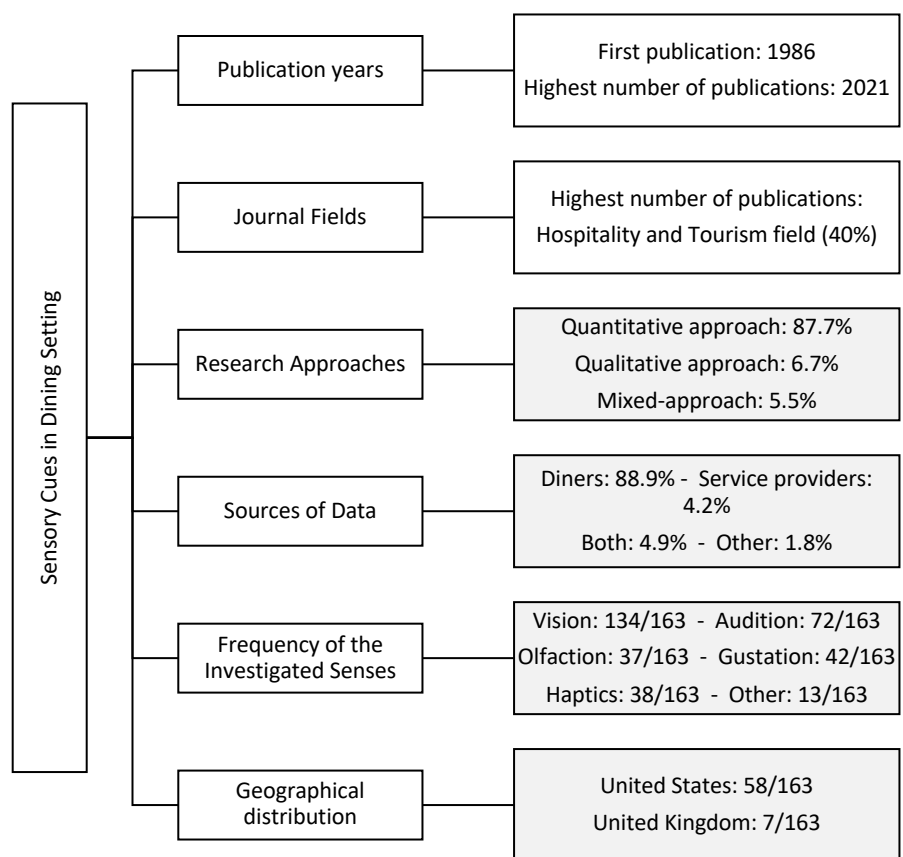 Sensory Cues in Dining Setting
Publication years
First publication: 1986
Highest number of publications: 2021
Journal Fields
Highest number of publications:
Hospitality and Tourism field (40%)
Research Approaches
Quantitative approach: 87.7%
Qualitative approach: 6.7%
Mixed-approach: 5.5%
Sources of Data
Diners: 88.9% - Service providers:
4.2%
Both: 4.9% - Other: 1.8%
Frequency of the
Investigated Senses
Vision: 134/163 - Audition: 72/163
Olfaction: 37/163 - Gustation: 42/163
Haptics: 38/163 - Other: 13/163
Geographical
distribution
United States: 58/163
United Kingdom: 7/163